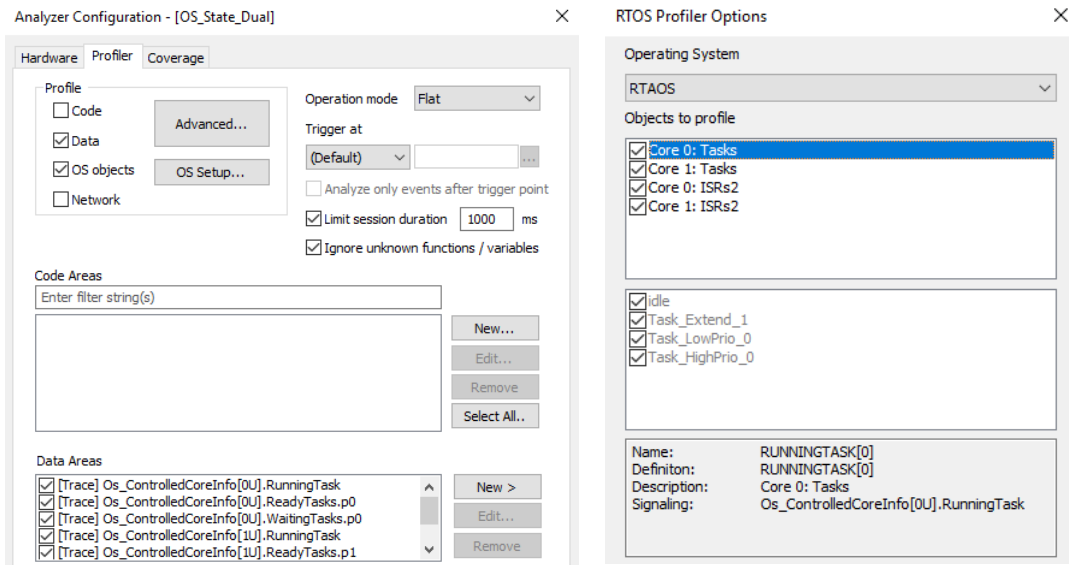 Analyzer Configuration - [OS_State_Dual]
Hardware
Profiler
Coverage
Profile
Code
Data
OS objects
Network
Advanced...
OS Setup...
Operation mode
Flat
Trigger at
(Default)
...
Analyze only events after trigger point
Limit session duration
1000
ms
Ignore unknown functions / variables
Code Areas
Enter filter string(s)
New...
Edit...
Remove
Select All..
Data Areas
[Trace] Os_ControlledCoreInfo[0U].RunningTask
[Trace] Os_ControlledCoreInfo[0U].ReadyTasks.p0
[Trace] Os_ControlledCoreInfo[0U].WaitingTasks.p0
[Trace] Os_ControlledCoreInfo[1U].RunningTask
[Trace] Os_ControlledCoreInfo[1U].ReadyTasks.p1
New >
Edit...
Remove
RTOS Profiler Options
Operating System
RTAOS
Objects to profile
Core 0: Tasks
Core 1: Tasks
Core 0: ISRs2
Core 1: ISRs2
idle
Task_Extend_1
Task_LowPrio_0
Task_HighPrio_0
Name: RUNNINGTASK[0]
Definiton: RUNNINGTASK[0]
Description: Core 0: Tasks
Signaling: Os_ControlledCoreInfo[0U].RunningTask